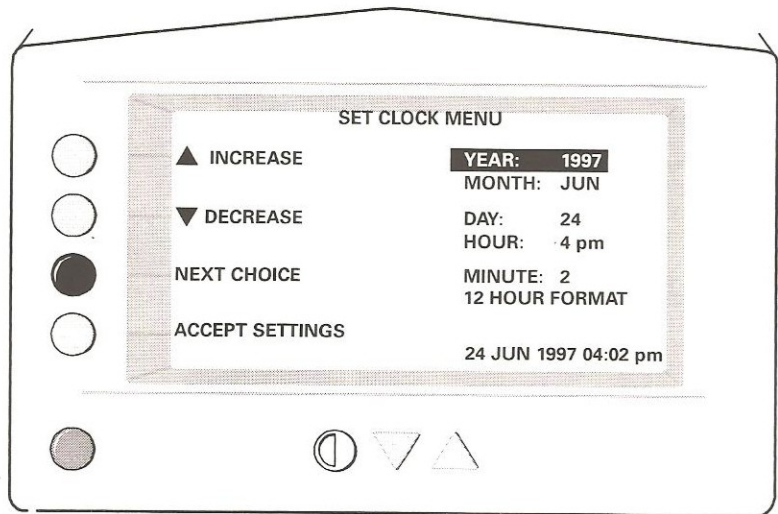 SET CLOCK MENU
▲ INCREASE
YEAR: 1997
MONTH: JUN
▼ DECREASE
DAY: 24
HOUR: 4 pm
NEXT CHOICE
MINUTE: 2
12 HOUR FORMAT
ACCEPT SETTINGS
24 JUN 1997 04:02 pm